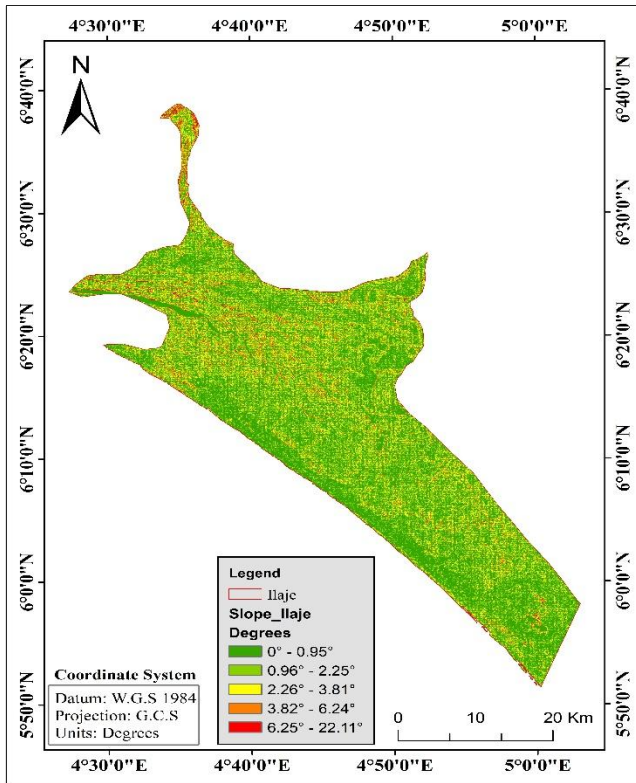 4°30'0"E 4°40'0"E 4°50'0"E 5°0'0"E
N
6°40'0"N 6°40'0"N
6°30'0"N 6°30'0"N
6°20'0"N 6°20'0"N
6°10'0"N 6°10'0"N
6°0'0"N 6°0'0"N
5°50'0"N 5°50'0"N
Legend
Ilaje
Slope_Ilaje
Degrees
0° - 0.95°
0.96° - 2.25°
2.26° - 3.81°
3.82° - 6.24°
6.25° - 22.11°
Coordinate System
Datum: W.G.S 1984
Projection: G.C.S
Units: Degrees
0 10 20 Km
4°30'0"E 4°40'0"E 4°50'0"E 5°0'0"E